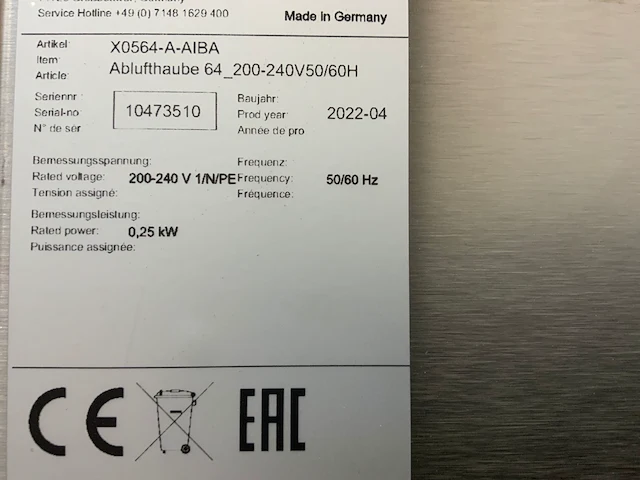 Service Hotline +49 (0) 7148 1629 400
Made in Germany
Artikel X0564-A-AIBA
Item:
Article: Ablufthaube 64_200-240V50/60H
Seriennr
Serial-no 10473510
N° de sér
Baujahr:
Prod year 2022-04
Année de pro
Bemessungsspannung: Frequenz:
Rated voltage: 200-240 V 1/N/PE Frequency: 50/60 Hz
Tension assigné: Fréquence:
Bemessungsleistung:
Rated power: 0,25 kW
Puissance assignée:
CE
EAC